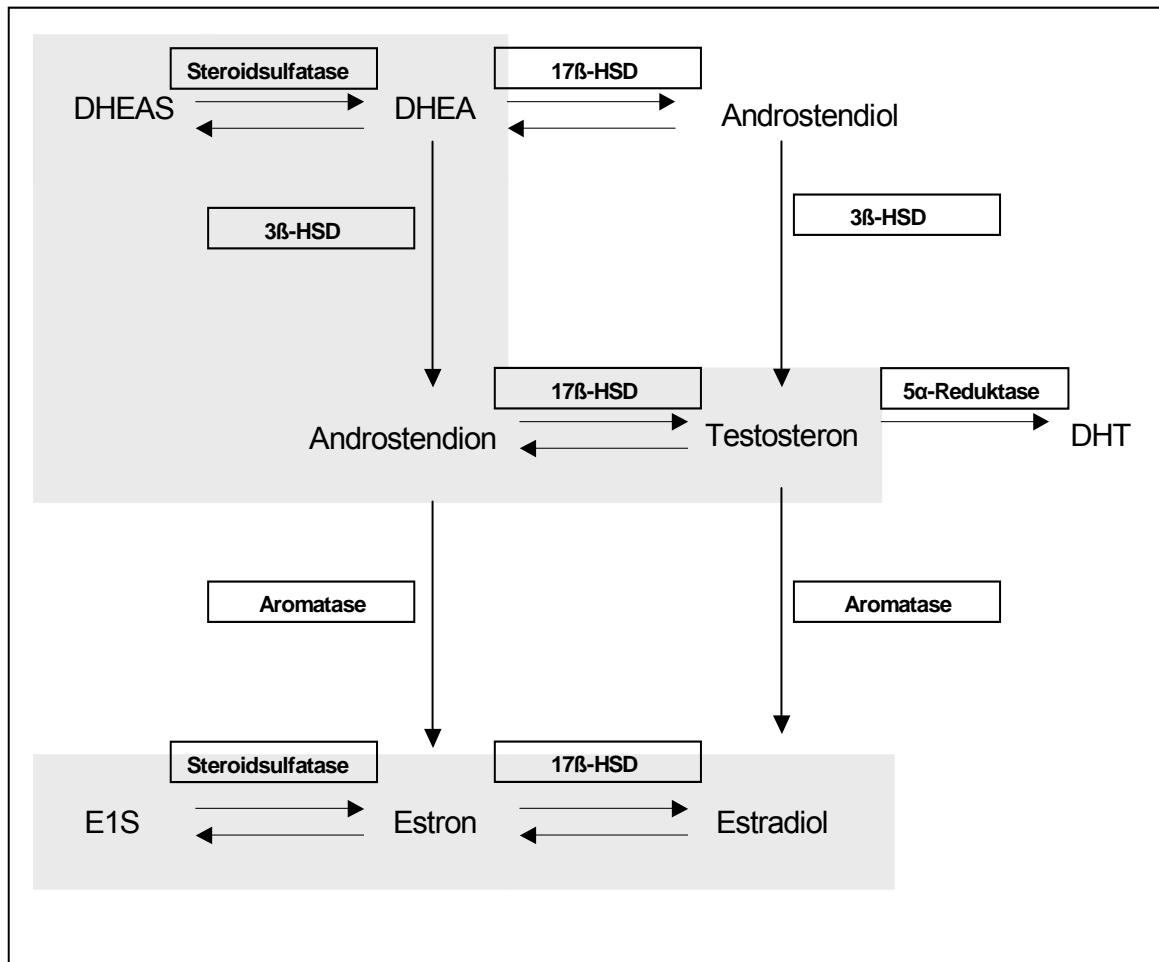 Steroidsulfatase
17ß-HSD
DHEAS
DHEA
Androstendiol
3ß-HSD
3ß-HSD
17ß-HSD
5α-Reduktase
Androstendion
Testosteron
DHT
Aromatase
Aromatase
Steroidsulfatase
17ß-HSD
E1S
Estron
Estradiol